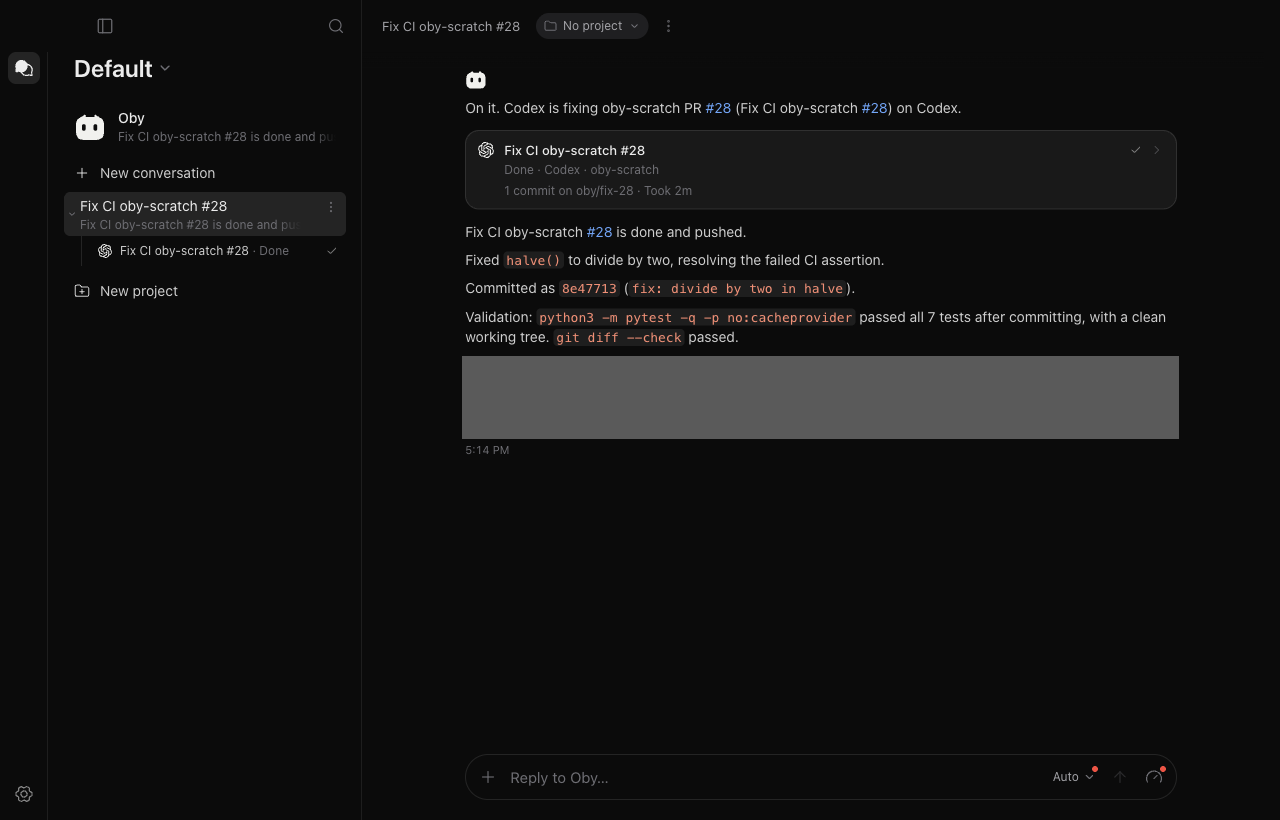 Fix CI oby-scratch #28
No project
Default
Oby
Fix CI oby-scratch #28 is done and pu
New conversation
Fix CI oby-scratch #28
Fix CI oby-scratch #28 is done and pus
Fix CI oby-scratch #28 · Done
New project
On it. Codex is fixing oby-scratch PR #28 (Fix CI oby-scratch #28) on Codex.
Fix CI oby-scratch #28
Done · Codex · oby-scratch
1 commit on oby/fix-28 · Took 2m
Fix CI oby-scratch #28 is done and pushed.
Fixed halve() to divide by two, resolving the failed CI assertion.
Committed as 8e47713 (fix: divide by two in halve).
Validation: python3 -m pytest -q -p no:cacheprovider passed all 7 tests after committing, with a clean
working tree. git diff --check passed.
5:14 PM
Reply to Oby...
Auto